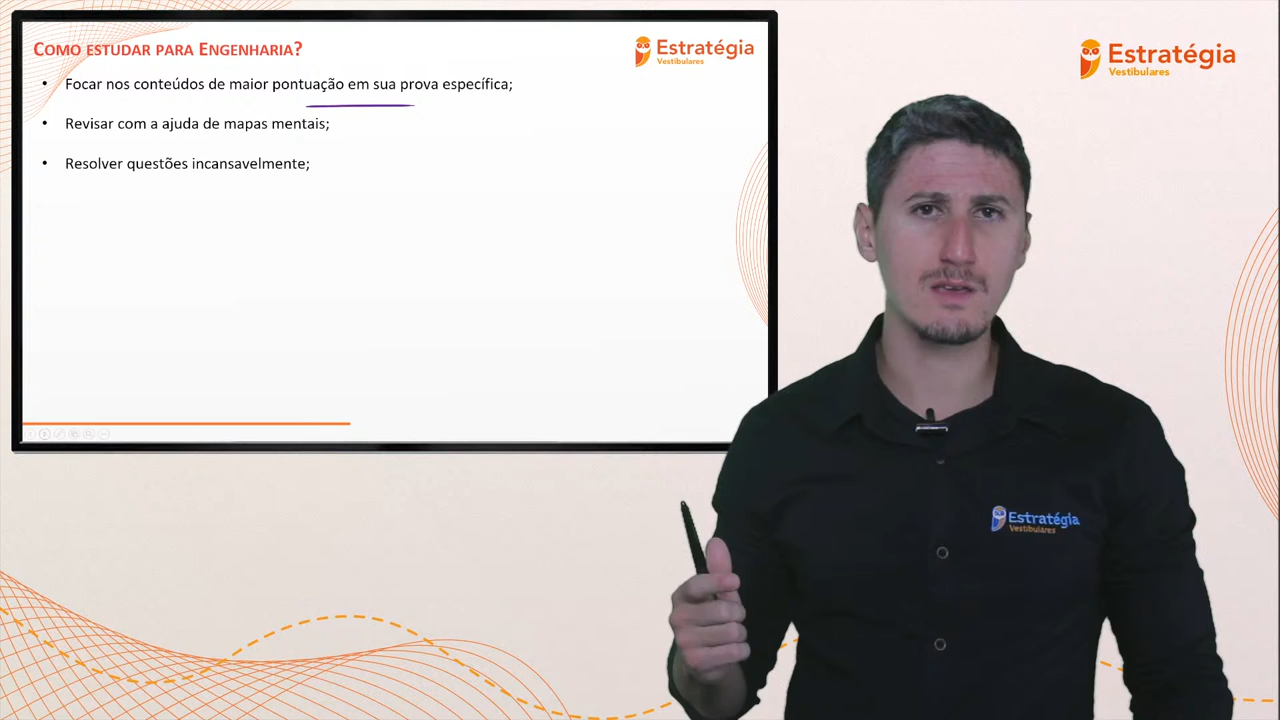 Como estudar para Engenharia?
Estratégia
Vestibulares
• Focar nos conteúdos de maior pontuação em sua prova específica;
• Revisar com a ajuda de mapas mentais;
• Resolver questões incansavelmente;
Estratégia
Vestibulares
Estratégia
Vestibulares